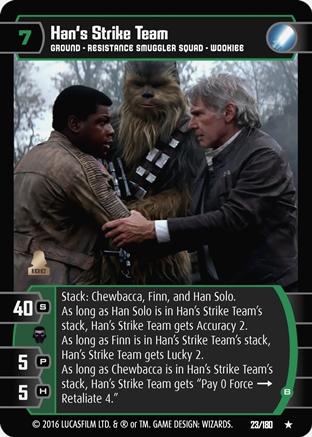 7
Han's Strike Team
GROUND - RESISTANCE SMUGGLER SQUAD - WOOKIEE
IDC
40 S
5 P
5 H
Stack: Chewbacca, Finn, and Han Solo.
As long as Han Solo is in Han's Strike Team's
stack, Han's Strike Team gets Accuracy 2.
As long as Finn is in Han's Strike Team's stack,
Han's Strike Team gets Lucky 2.
As long as Chewbacca is in Han's Strike Team's
stack, Han's Strike Team gets "Pay 0 Force →
Retaliate 4."
B
© 2016 LUCASFILM LTD. & ® or TM. GAME DESIGN: WIZARDS.
23/180 ★